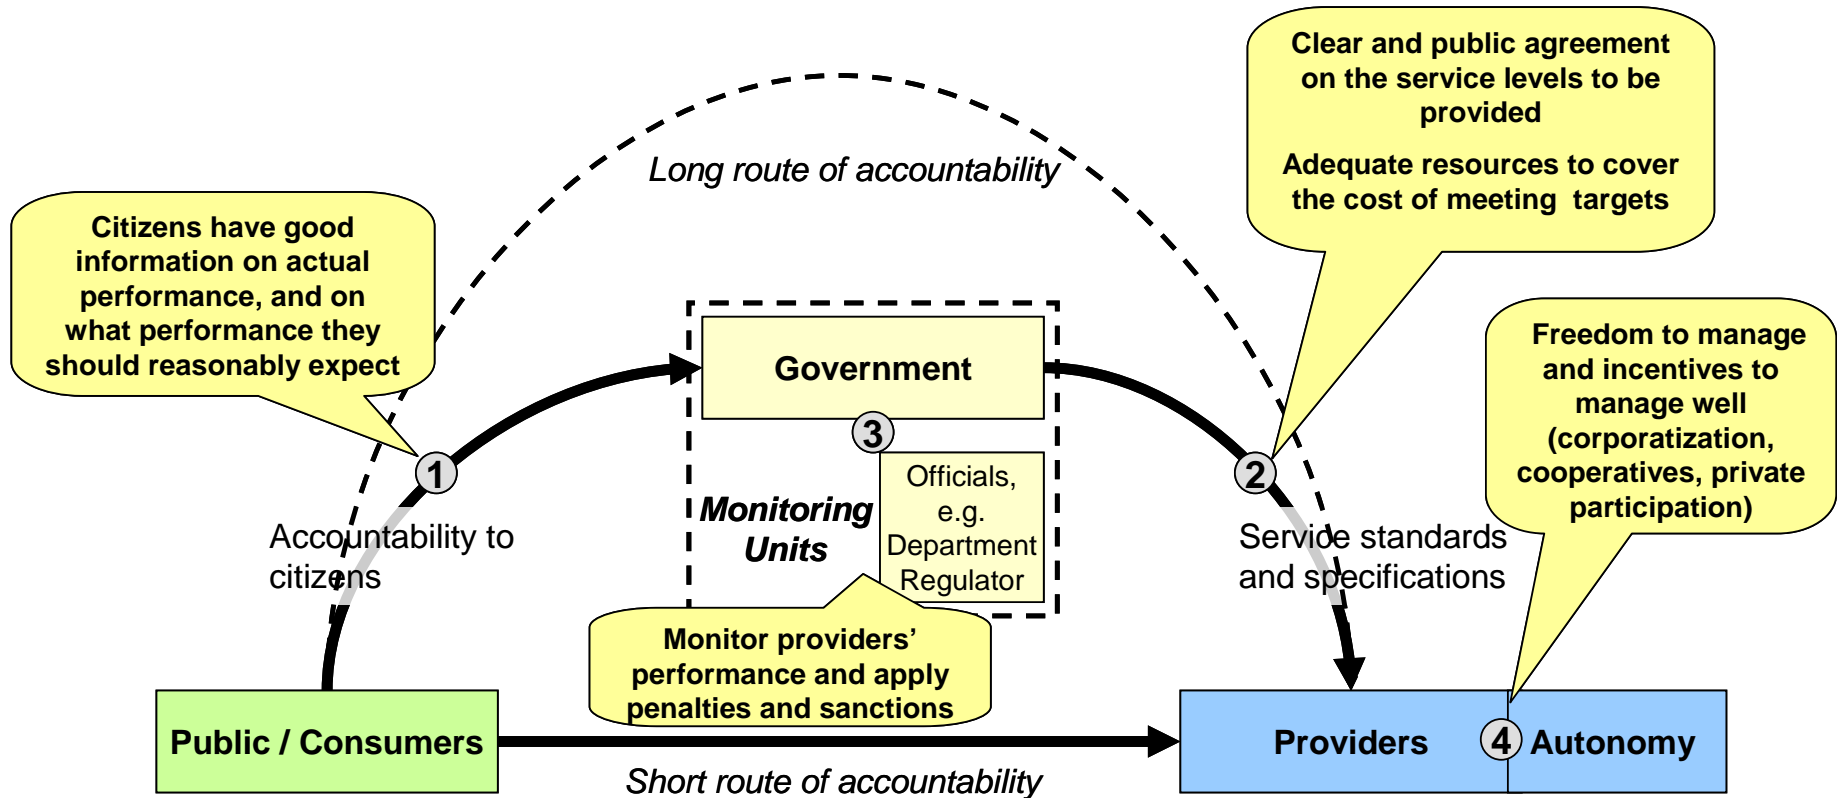 Clear and public agreement
on the service levels to be
provided
Adequate resources to cover
the cost of meeting targets
Long route of accountability
Citizens have good
information on actual
performance, and on
what performance they
should reasonably expect
Freedom to manage
and incentives to
manage well
(corporatization,
cooperatives, private
participation)
Government
3
1
2
Officials,
e.g.
Department
Regulator
Monitoring
Units
Accountability to
citizens
Service standards
and specifications
Monitor providers’
performance and apply
penalties and sanctions
Public / Consumers
Providers
4
Autonomy
Short route of accountability